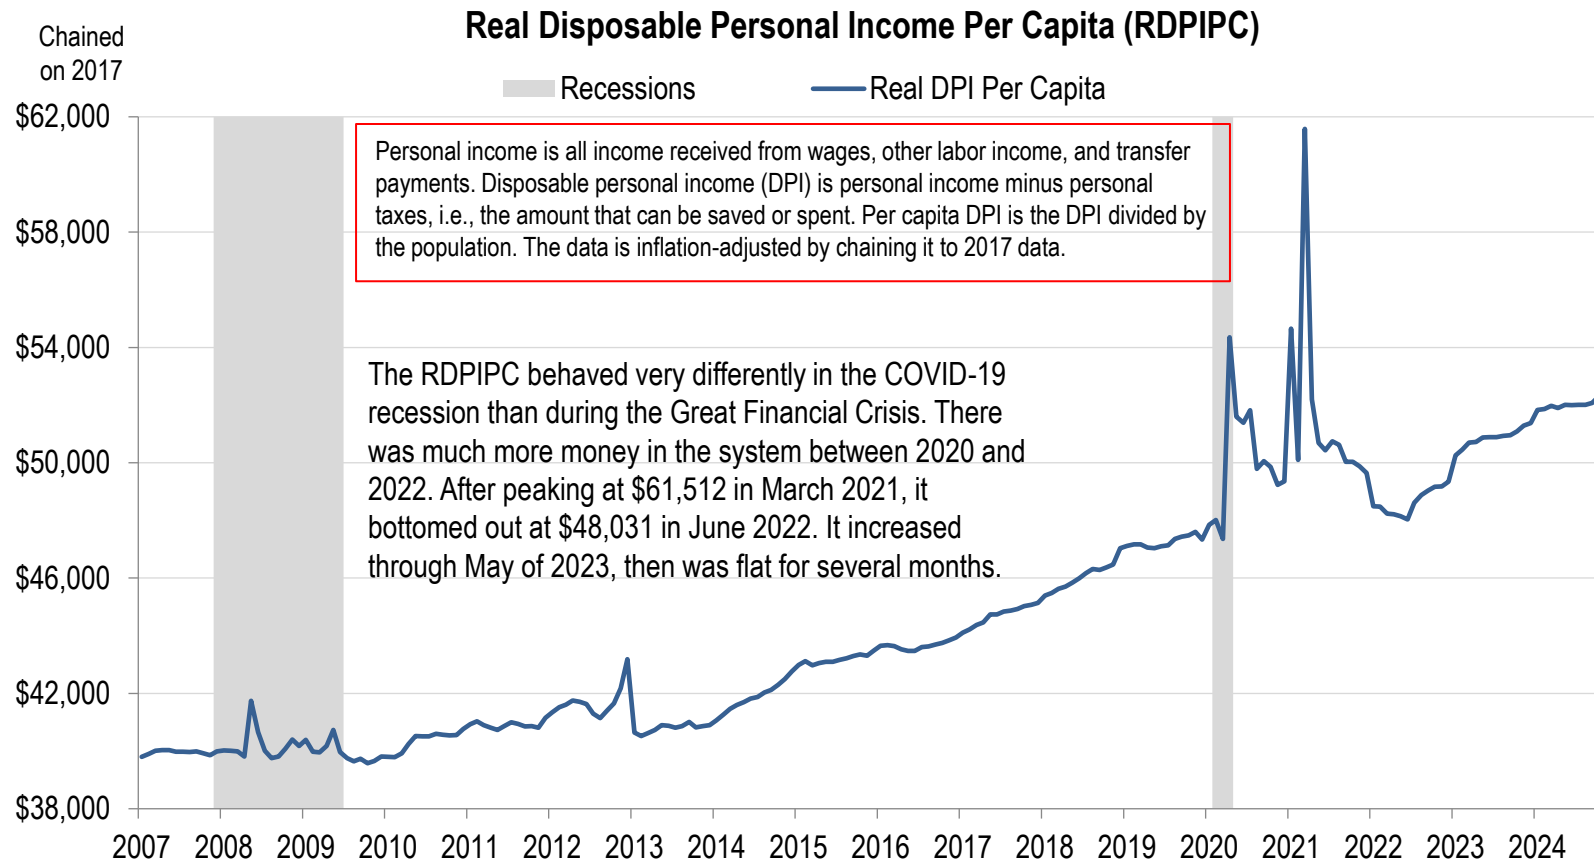 Real Disposable Personal Income Per Capita (RDPIPC)
Chained
on 2017
Recessions
Real DPI Per Capita
$62,000
$58,000
$54,000
$50,000
$46,000
$42,000
$38,000
Personal income is all income received from wages, other labor income, and transfer
payments. Disposable personal income (DPI) is personal income minus personal
taxes, i.e., the amount that can be saved or spent. Per capita DPI is the DPI divided by
the population. The data is inflation-adjusted by chaining it to 2017 data.
The RDPIPC behaved very differently in the COVID-19
recession than during the Great Financial Crisis. There
was much more money in the system between 2020 and
2022. After peaking at $61,512 in March 2021, it
bottomed out at $48,031 in June 2022. It increased
through May of 2023, then was flat for several months.
2007 2008 2009 2010 2011 2012 2013 2014 2015 2016 2017 2018 2019 2020 2021 2022 2023 2024